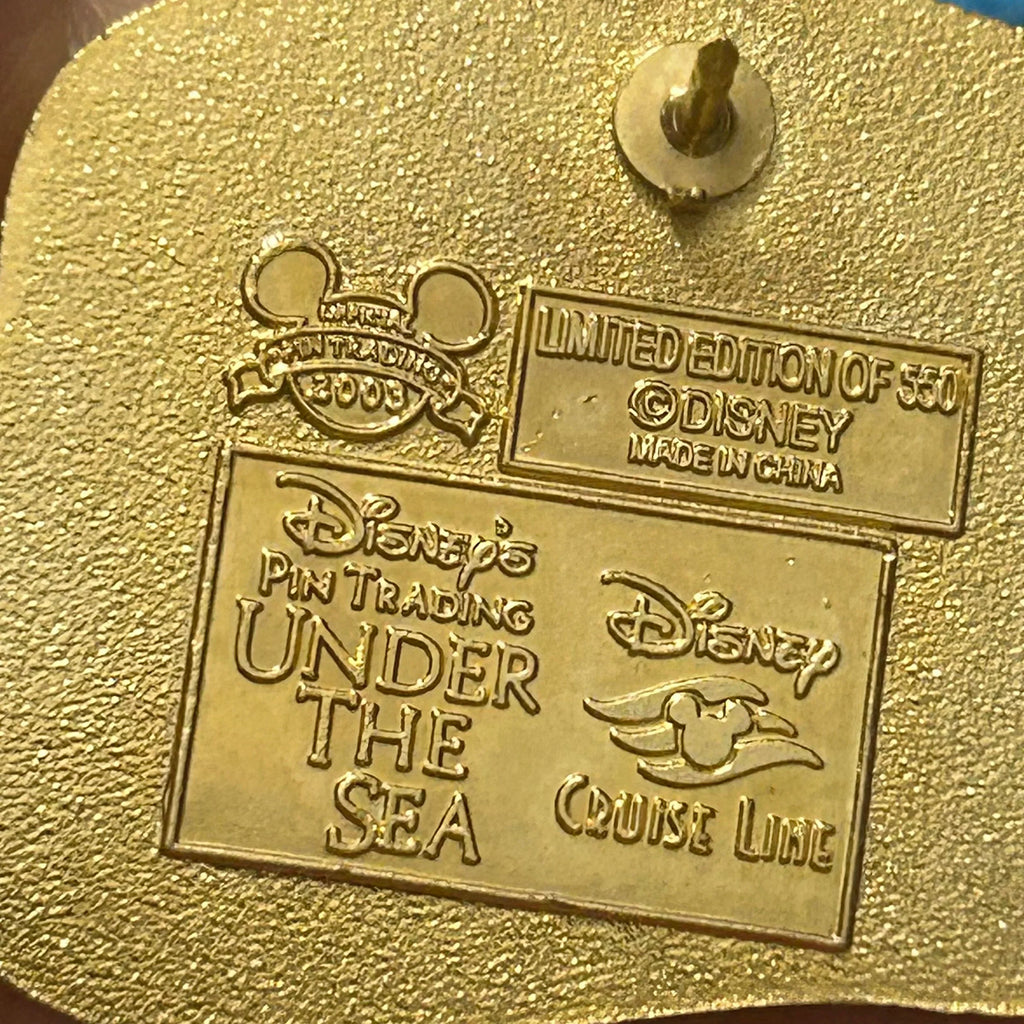 OFFICIAL
PIN TRADING
2003
LIMITED EDITION OF 550
©DISNEY
MADE IN CHINA
DISNEY'S
PIN TRADING
UNDER
THE
SEA
DISNEY
CRUISE LINE